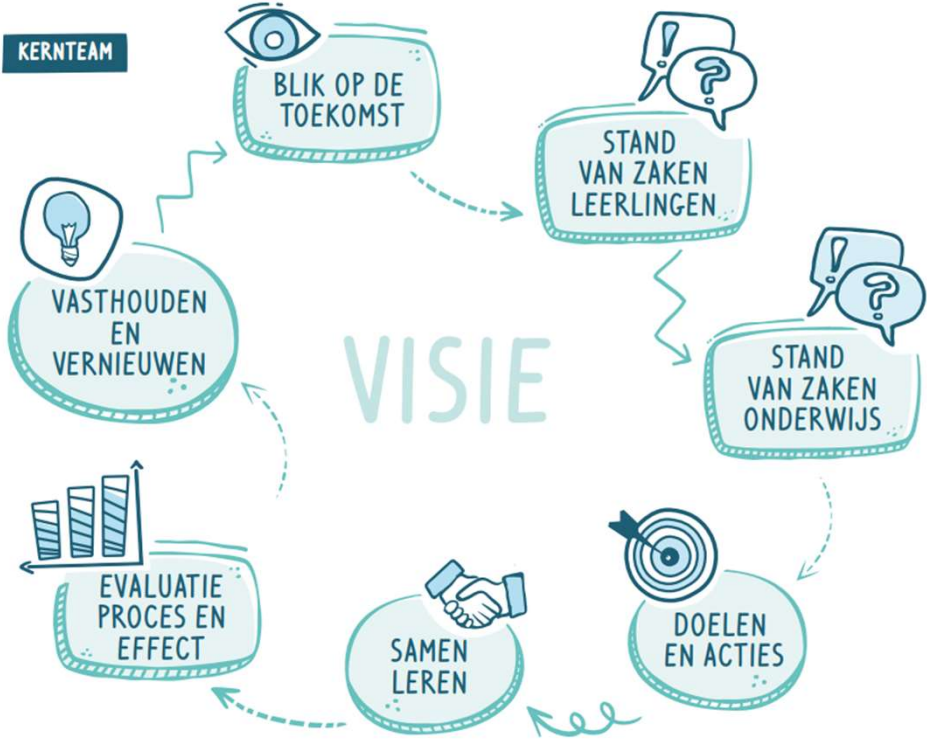 KERNTEAM
BLIK OP DE
TOEKOMST
STAND
VAN ZAKEN
LEERLINGEN
STAND
VAN ZAKEN
ONDERWIJS
DOELEN
EN ACTIES
SAMEN
LEREN
EVALUATIE
PROCES EN
EFFECT
VASTHOUDEN
EN
VERNIEUWEN
VISIE